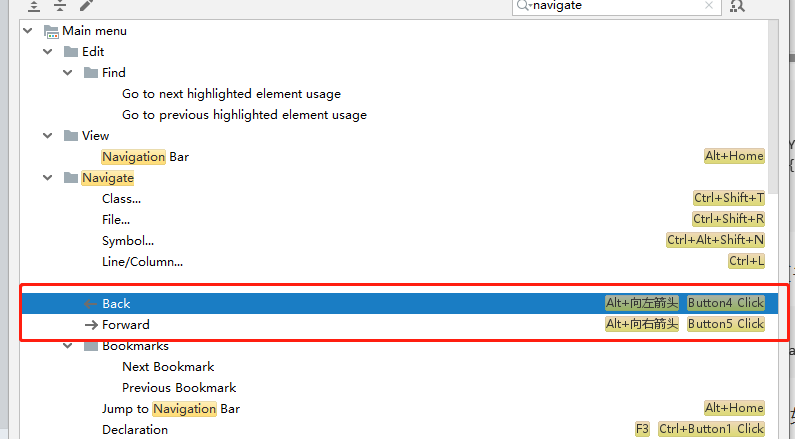 navigate
Main menu
Edit
Find
Go to next highlighted element usage
Go to previous highlighted element usage
View
Navigation Bar Alt+Home
Navigate
Class... Ctrl+Shift+T
File... Ctrl+Shift+R
Symbol... Ctrl+Alt+Shift+N
Line/Column... Ctrl+L
Back Alt+向左箭头 Button4 Click
Forward Alt+向右箭头 Button5 Click
Bookmarks
Next Bookmark
Previous Bookmark
Jump to Navigation Bar Alt+Home
Declaration F3 Ctrl+Button1 Click